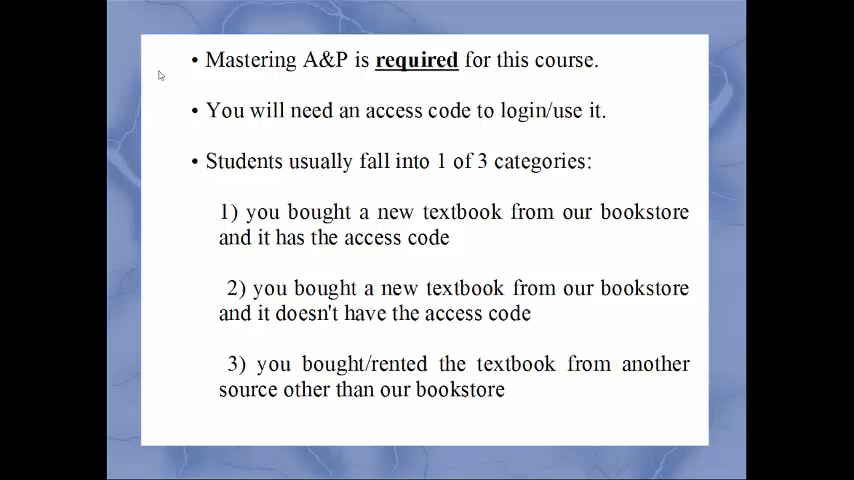 • Mastering A&P is required for this course.
• You will need an access code to login/use it.
• Students usually fall into 1 of 3 categories:
1) you bought a new textbook from our bookstore
and it has the access code
2) you bought a new textbook from our bookstore
and it doesn't have the access code
3) you bought/rented the textbook from another
source other than our bookstore